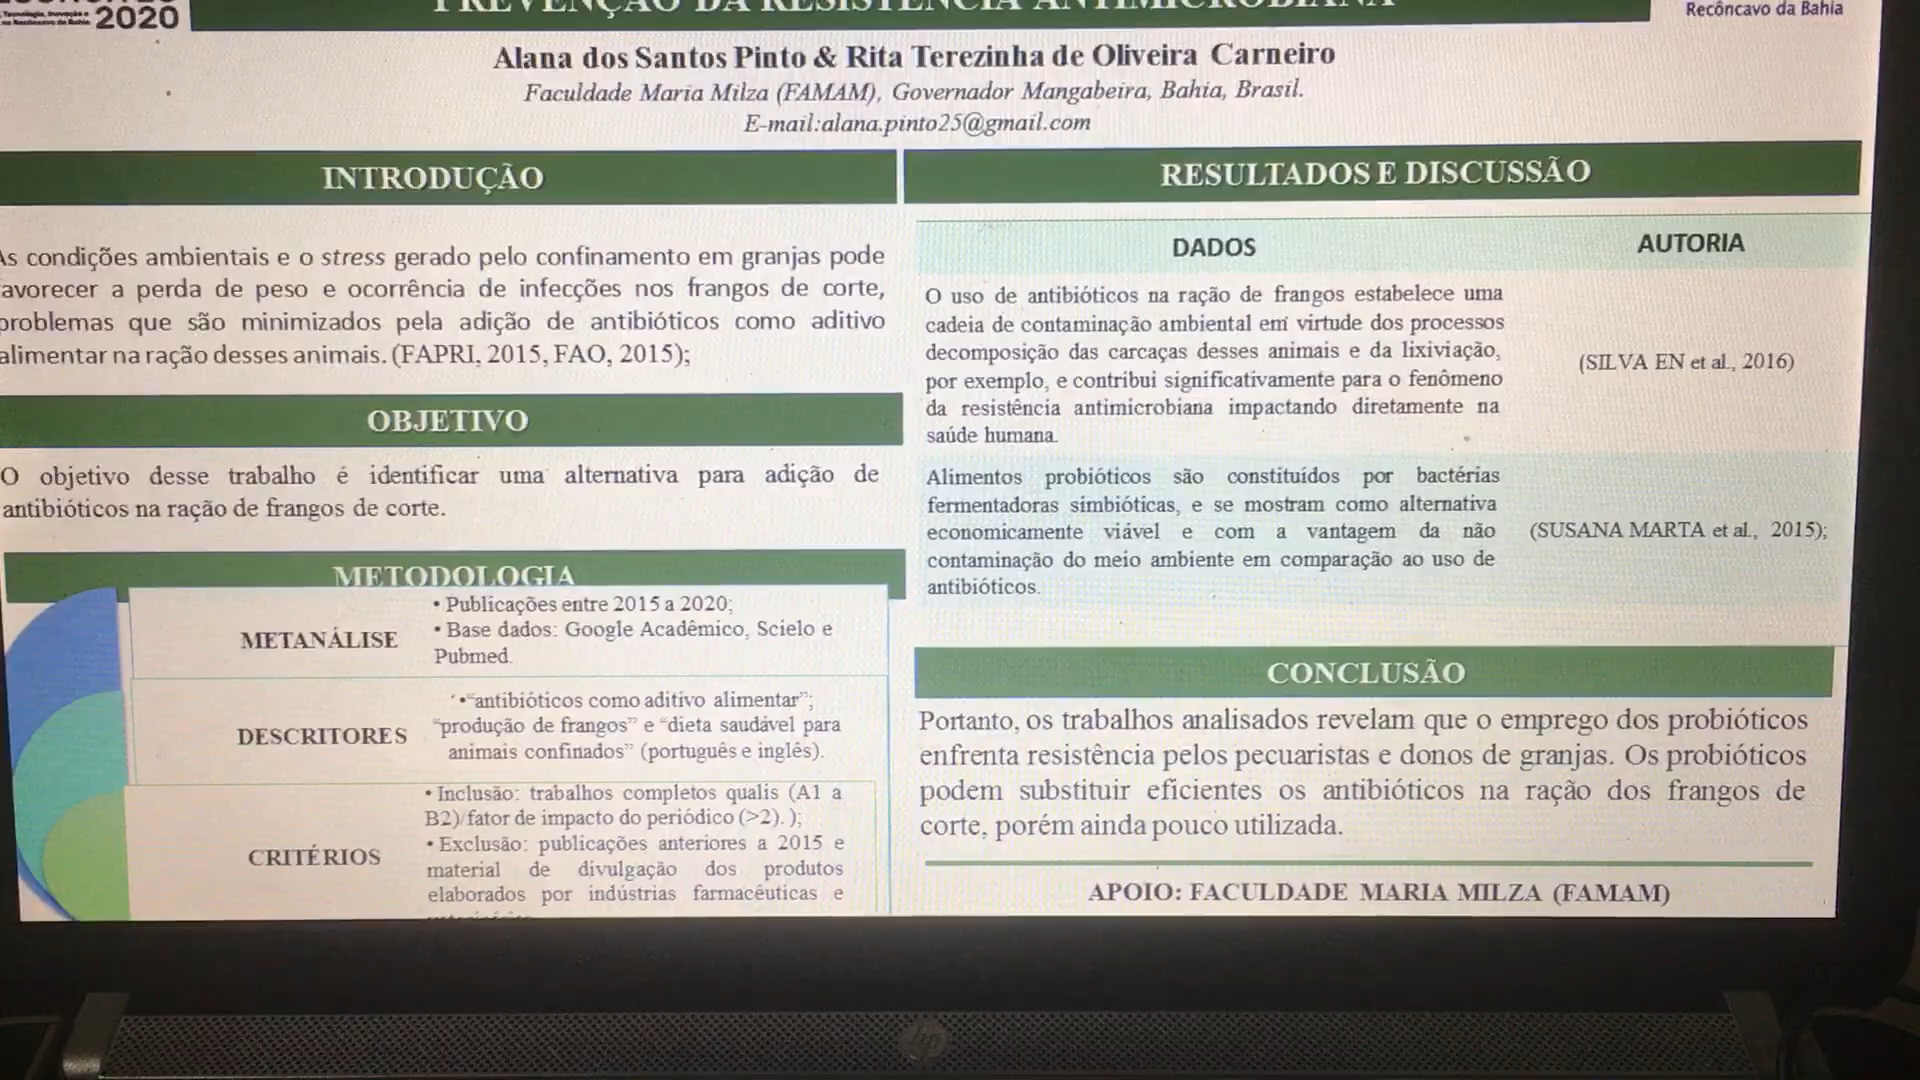 2020
PREVENÇÃO DA RESISTÊNCIA ANTIMICROBIANA
Recôncavo da Bahia
Alana dos Santos Pinto & Rita Terezinha de Oliveira Carneiro
Faculdade Maria Milza (FAMAM), Governador Mangabeira, Bahia, Brasil.
E-mail:alana.pinto25@gmail.com
INTRODUÇÃO
As condições ambientais e o stress gerado pelo confinamento em granjas pode
favorecer a perda de peso e ocorrência de infecções nos frangos de corte,
problemas que são minimizados pela adição de antibióticos como aditivo
alimentar na ração desses animais. (FAPRI, 2015, FAO, 2015);
OBJETIVO
O objetivo desse trabalho é identificar uma alternativa para adição de
antibióticos na ração de frangos de corte.
METODOLOGIA
METANÁLISE
• Publicações entre 2015 a 2020;
• Base dados: Google Acadêmico, Scielo e
Pubmed.
DESCRITORES
•“antibióticos como aditivo alimentar”;
“produção de frangos” e “dieta saudável para
animais confinados” (português e inglês).
CRITÉRIOS
• Inclusão: trabalhos completos qualis (A1 a
B2) fator de impacto do periódico (>2). );
• Exclusão: publicações anteriores a 2015 e
material de divulgação dos produtos
elaborados por indústrias farmacêuticas e
RESULTADOS E DISCUSSÃO
DADOS
AUTORIA
O uso de antibióticos na ração de frangos estabelece uma
cadeia de contaminação ambiental em virtude dos processos
decomposição das carcaças desses animais e da lixiviação,
por exemplo, e contribui significativamente para o fenômeno
da resistência antimicrobiana impactando diretamente na
saúde humana.
(SILVA EN et al., 2016)
Alimentos probióticos são constituídos por bactérias
fermentadoras simbióticas, e se mostram como alternativa
economicamente viável e com a vantagem da não
contaminação do meio ambiente em comparação ao uso de
antibióticos.
(SUSANA MARTA et al., 2015);
CONCLUSÃO
Portanto, os trabalhos analisados revelam que o emprego dos probióticos
enfrenta resistência pelos pecuaristas e donos de granjas. Os probióticos
podem substituir eficientes os antibióticos na ração dos frangos de
corte, porém ainda pouco utilizada.
APOIO: FACULDADE MARIA MILZA (FAMAM)
hp